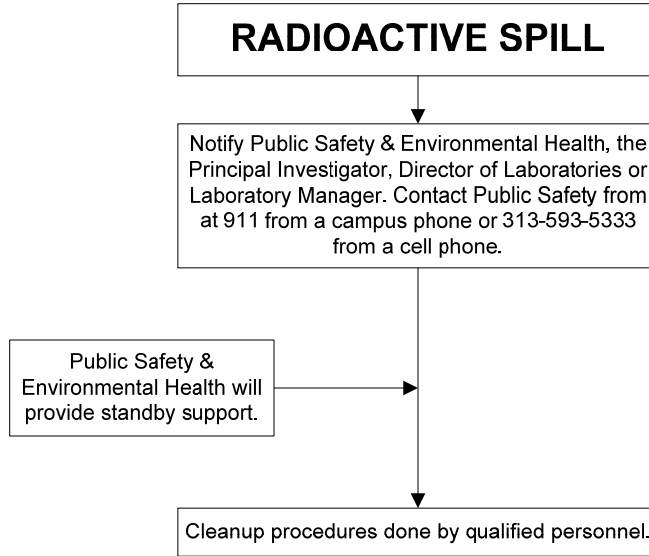 RADIOACTIVE SPILL
Notify Public Safety & Environmental Health, the
Principal Investigator, Director of Laboratories or
Laboratory Manager. Contact Public Safety from
at 911 from a campus phone or 313-593-5333
from a cell phone.
Public Safety &
Environmental Health will
provide standby support.
Cleanup procedures done by qualified personnel.